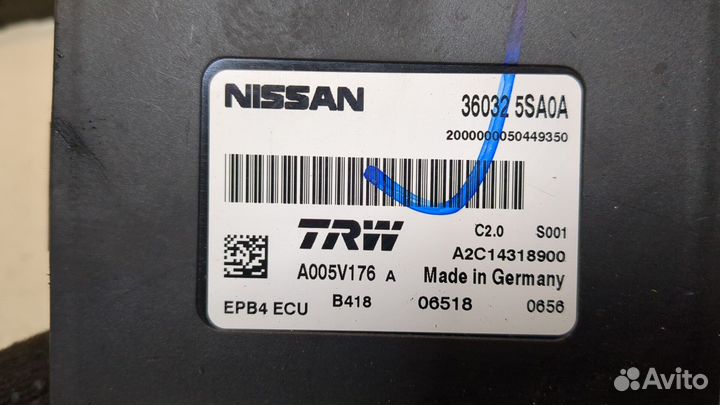 NISSAN 36032 5SA0A
2000000050449350
TRW C2.0 S001
A2C14318900
A005V176 A Made in Germany
EPB4 ECU B418 06518 0656
Avito